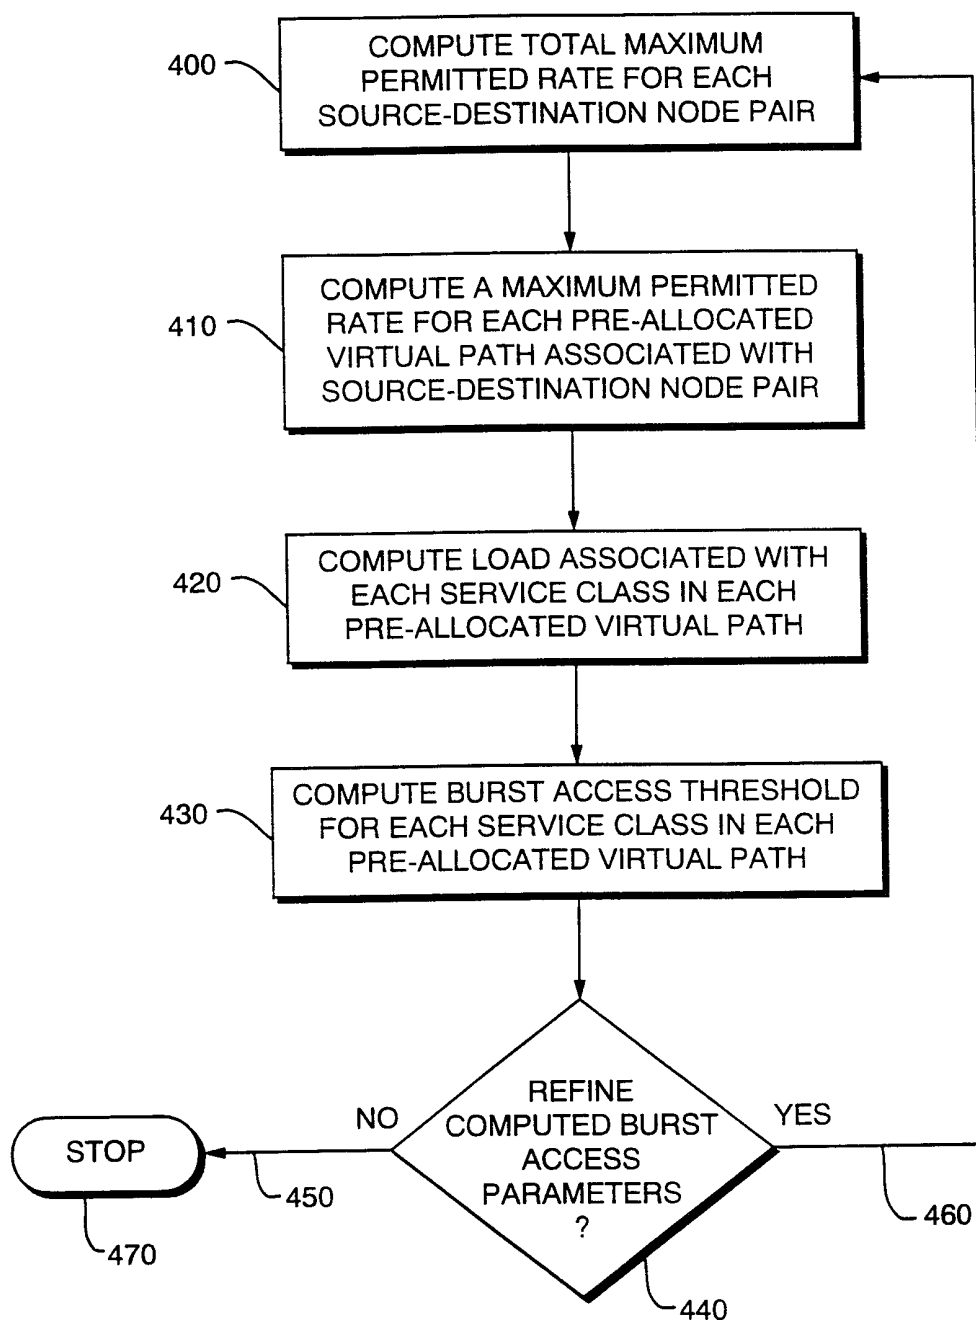 400
COMPUTE TOTAL MAXIMUM
PERMITTED RATE FOR EACH
SOURCE-DESTINATION NODE PAIR
410
COMPUTE A MAXIMUM PERMITTED
RATE FOR EACH PRE-ALLOCATED
VIRTUAL PATH ASSOCIATED WITH
SOURCE-DESTINATION NODE PAIR
420
COMPUTE LOAD ASSOCIATED WITH
EACH SERVICE CLASS IN EACH
PRE-ALLOCATED VIRTUAL PATH
430
COMPUTE BURST ACCESS THRESHOLD
FOR EACH SERVICE CLASS IN EACH
PRE-ALLOCATED VIRTUAL PATH
REFINE
COMPUTED BURST
ACCESS
PARAMETERS
?
NO
YES
STOP
450
460
470
440